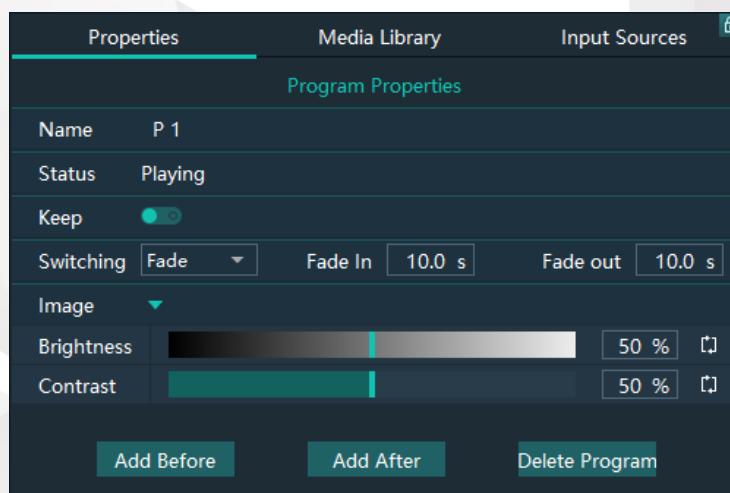 Properties Media Library Input Sources
Program Properties
Name P 1
Status Playing
Keep
Switching Fade Fade In 10.0 s Fade out 10.0 s
Image
Brightness 50 %
Contrast 50 %
Add Before Add After Delete Program